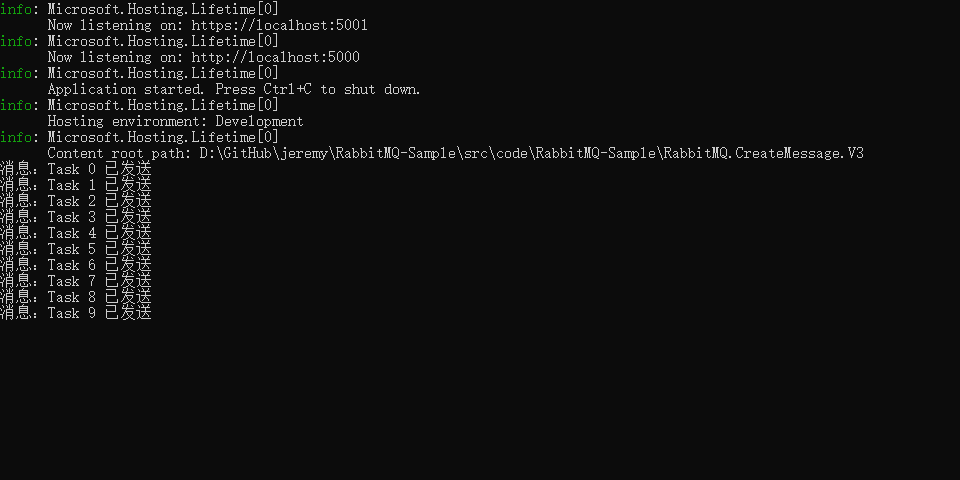 info: Microsoft.Hosting.Lifetime[0]
      Now listening on: https://localhost:5001
info: Microsoft.Hosting.Lifetime[0]
      Now listening on: http://localhost:5000
info: Microsoft.Hosting.Lifetime[0]
      Application started. Press Ctrl+C to shut down.
info: Microsoft.Hosting.Lifetime[0]
      Hosting environment: Development
info: Microsoft.Hosting.Lifetime[0]
      Content root path: D:\GitHub\jeremy\RabbitMQ-Sample\src\code\RabbitMQ-Sample\RabbitMQ.CreateMessage.V3
消息：Task 0 已发送
消息：Task 1 已发送
消息：Task 2 已发送
消息：Task 3 已发送
消息：Task 4 已发送
消息：Task 5 已发送
消息：Task 6 已发送
消息：Task 7 已发送
消息：Task 8 已发送
消息：Task 9 已发送